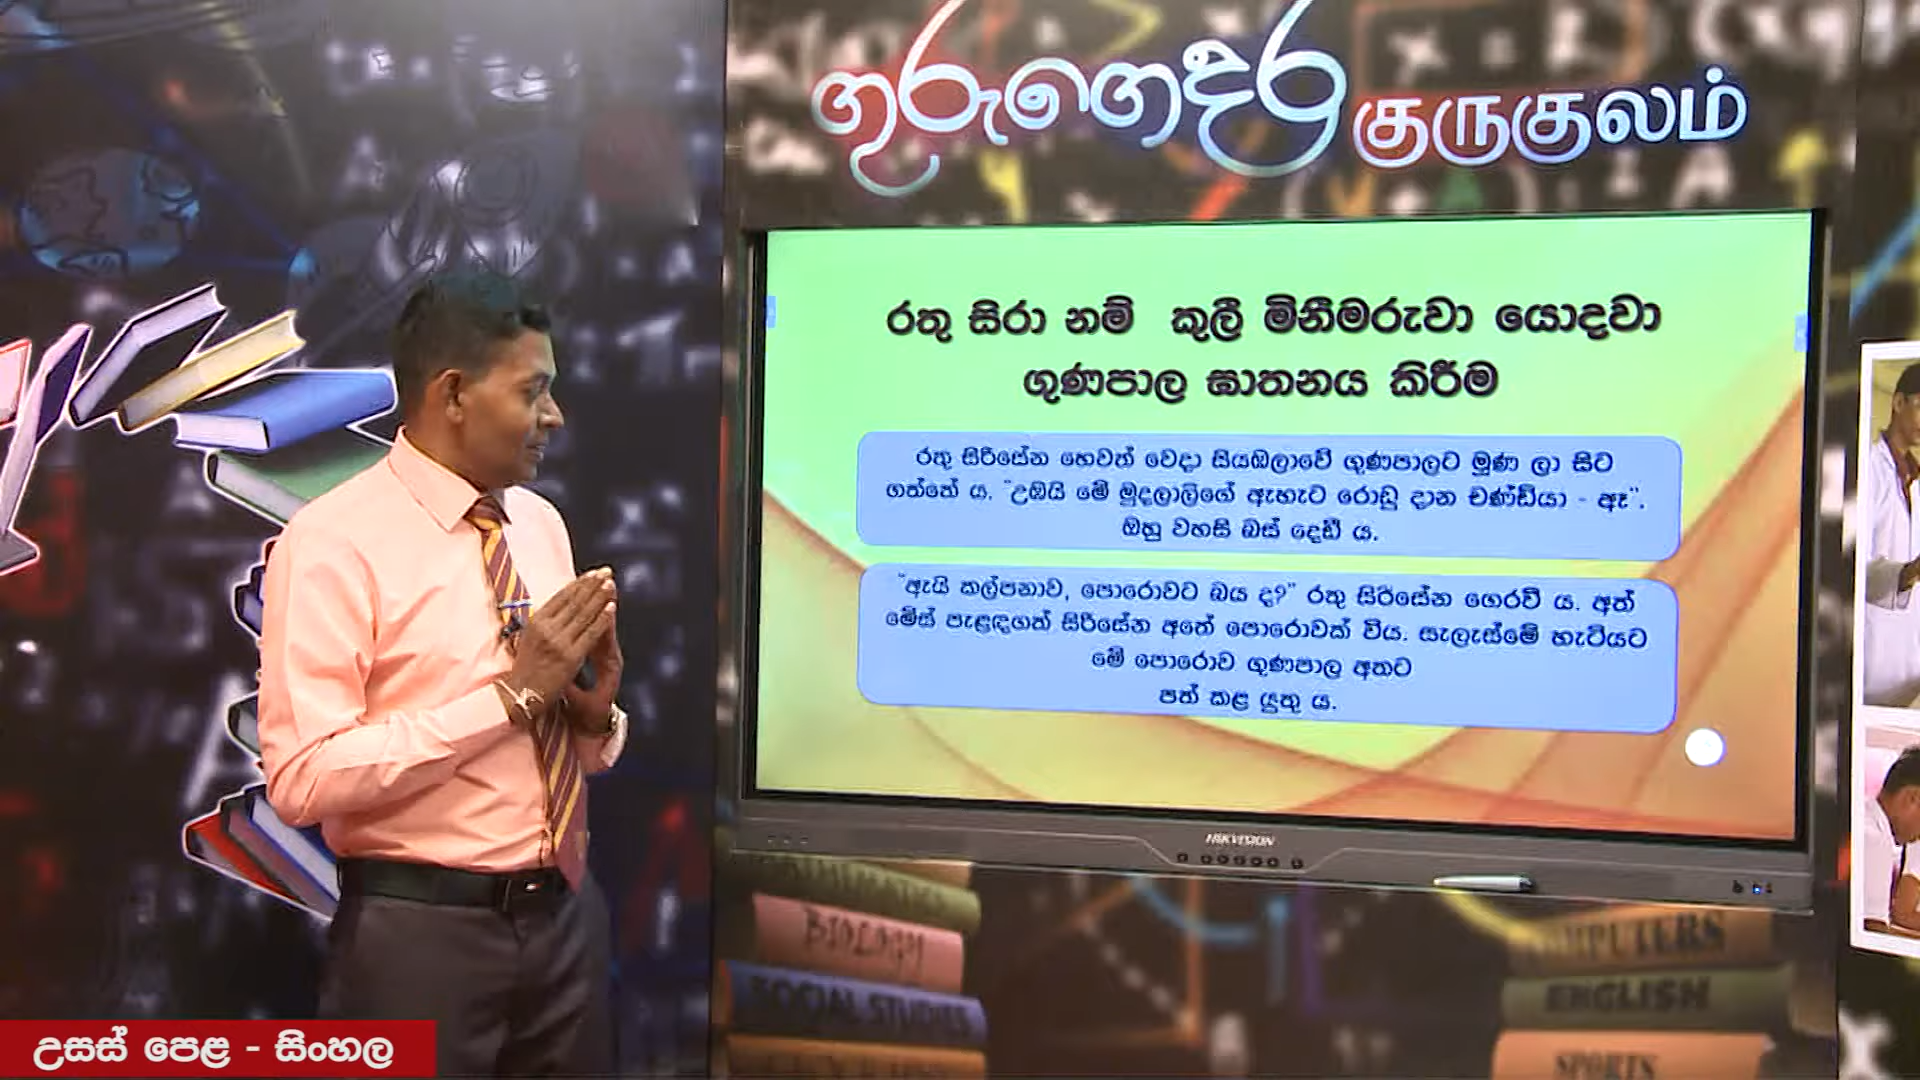 ගුරුගෙදර குருகுலம்
රතු සිරා නම් කුලී මිනීමරුවා යොදවා
ගුණපාල ඝාතනය කිරීම
රතු සිරිසේන හෙවත් වෙදා සියඹලාවේ ගුණපාලට මූණ ලා සිට
ගත්තේ ය. "උඹයි මේ මුදලාලිගේ ඇහැට රොඩු දාන චණ්ඩියා - ඈ".
ඔහු වහසි බස් දෙඩී ය.
"ඇයි කල්පනාව, පොරොවට බය ද?" රතු සිරිසේන ගෙරවී ය. අත්
මේස් පැළඳගත් සිරිසේන අතේ පොරොවක් විය. සැලැස්මේ හැටියට
මේ පොරොව ගුණපාල අතට
පත් කළ යුතු ය.
HIKVISION
MATHEMATICS
BIOLOGY
SOCIAL STUDIES
COMPUTERS
ENGLISH
SPORTS
උසස් පෙළ - සිංහල